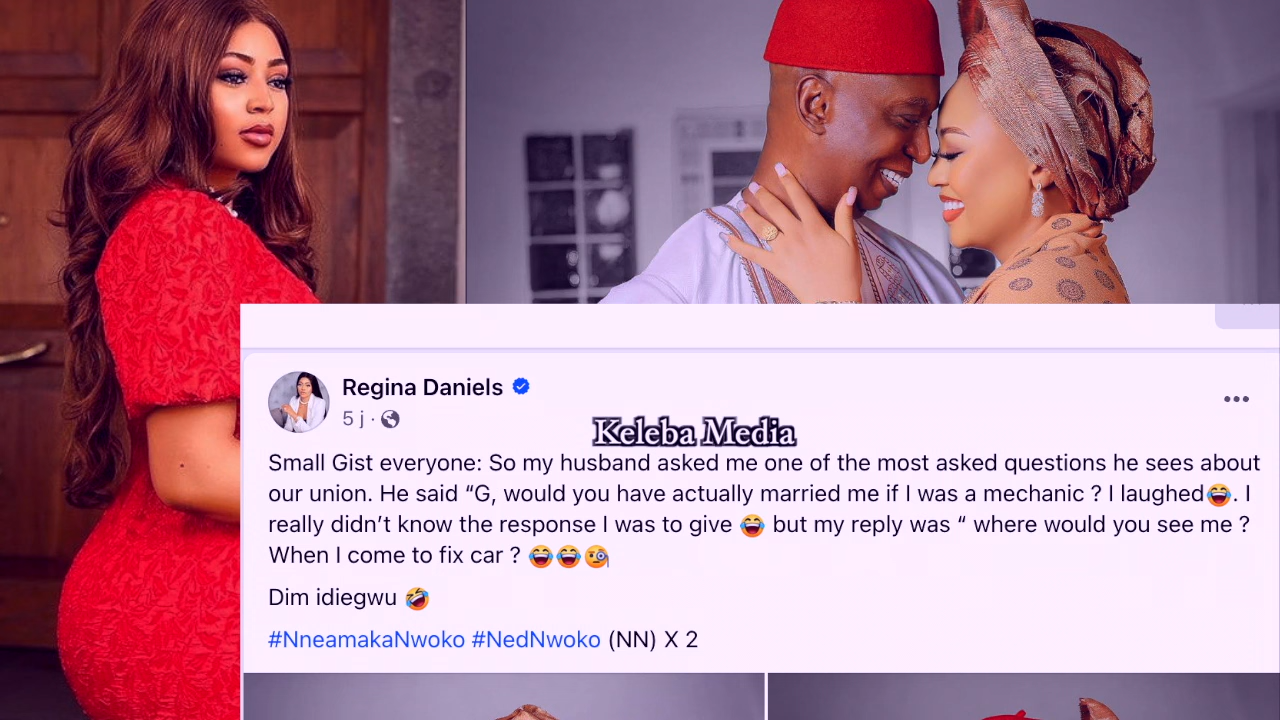 Regina Daniels
5 j ·
Keleba Media
Small Gist everyone: So my husband asked me one of the most asked questions he sees about
our union. He said “G, would you have actually married me if I was a mechanic ? I laughed😂. I
really didn’t know the response I was to give 😂 but my reply was “ where would you see me ?
When I come to fix car ? 😂😂🧐
Dim idiegwu 🤣
#NneamakaNwoko #NedNwoko (NN) X 2